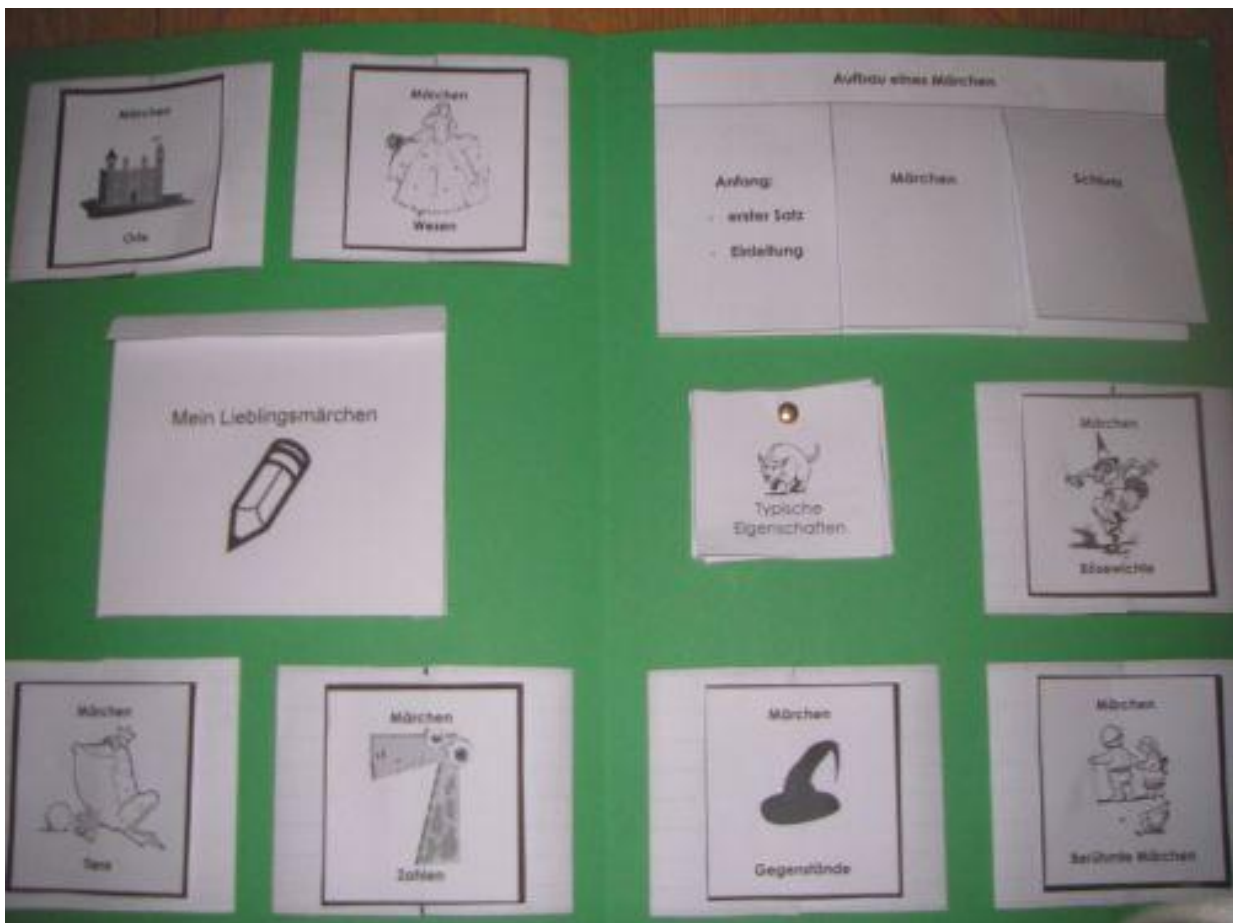 Märchen
Orte
Märchen
Wesen
Aufbau eines Märchen
Anfang:
- erster Satz
- Einleitung
Märchen
Schluss
Mein Lieblingsmärchen
Typische
Eigenschaften
Märchen
Bösewichte
Märchen
Tiere
Märchen
Zahlen
Märchen
Gegenstände
Märchen
Berühmte Märchen